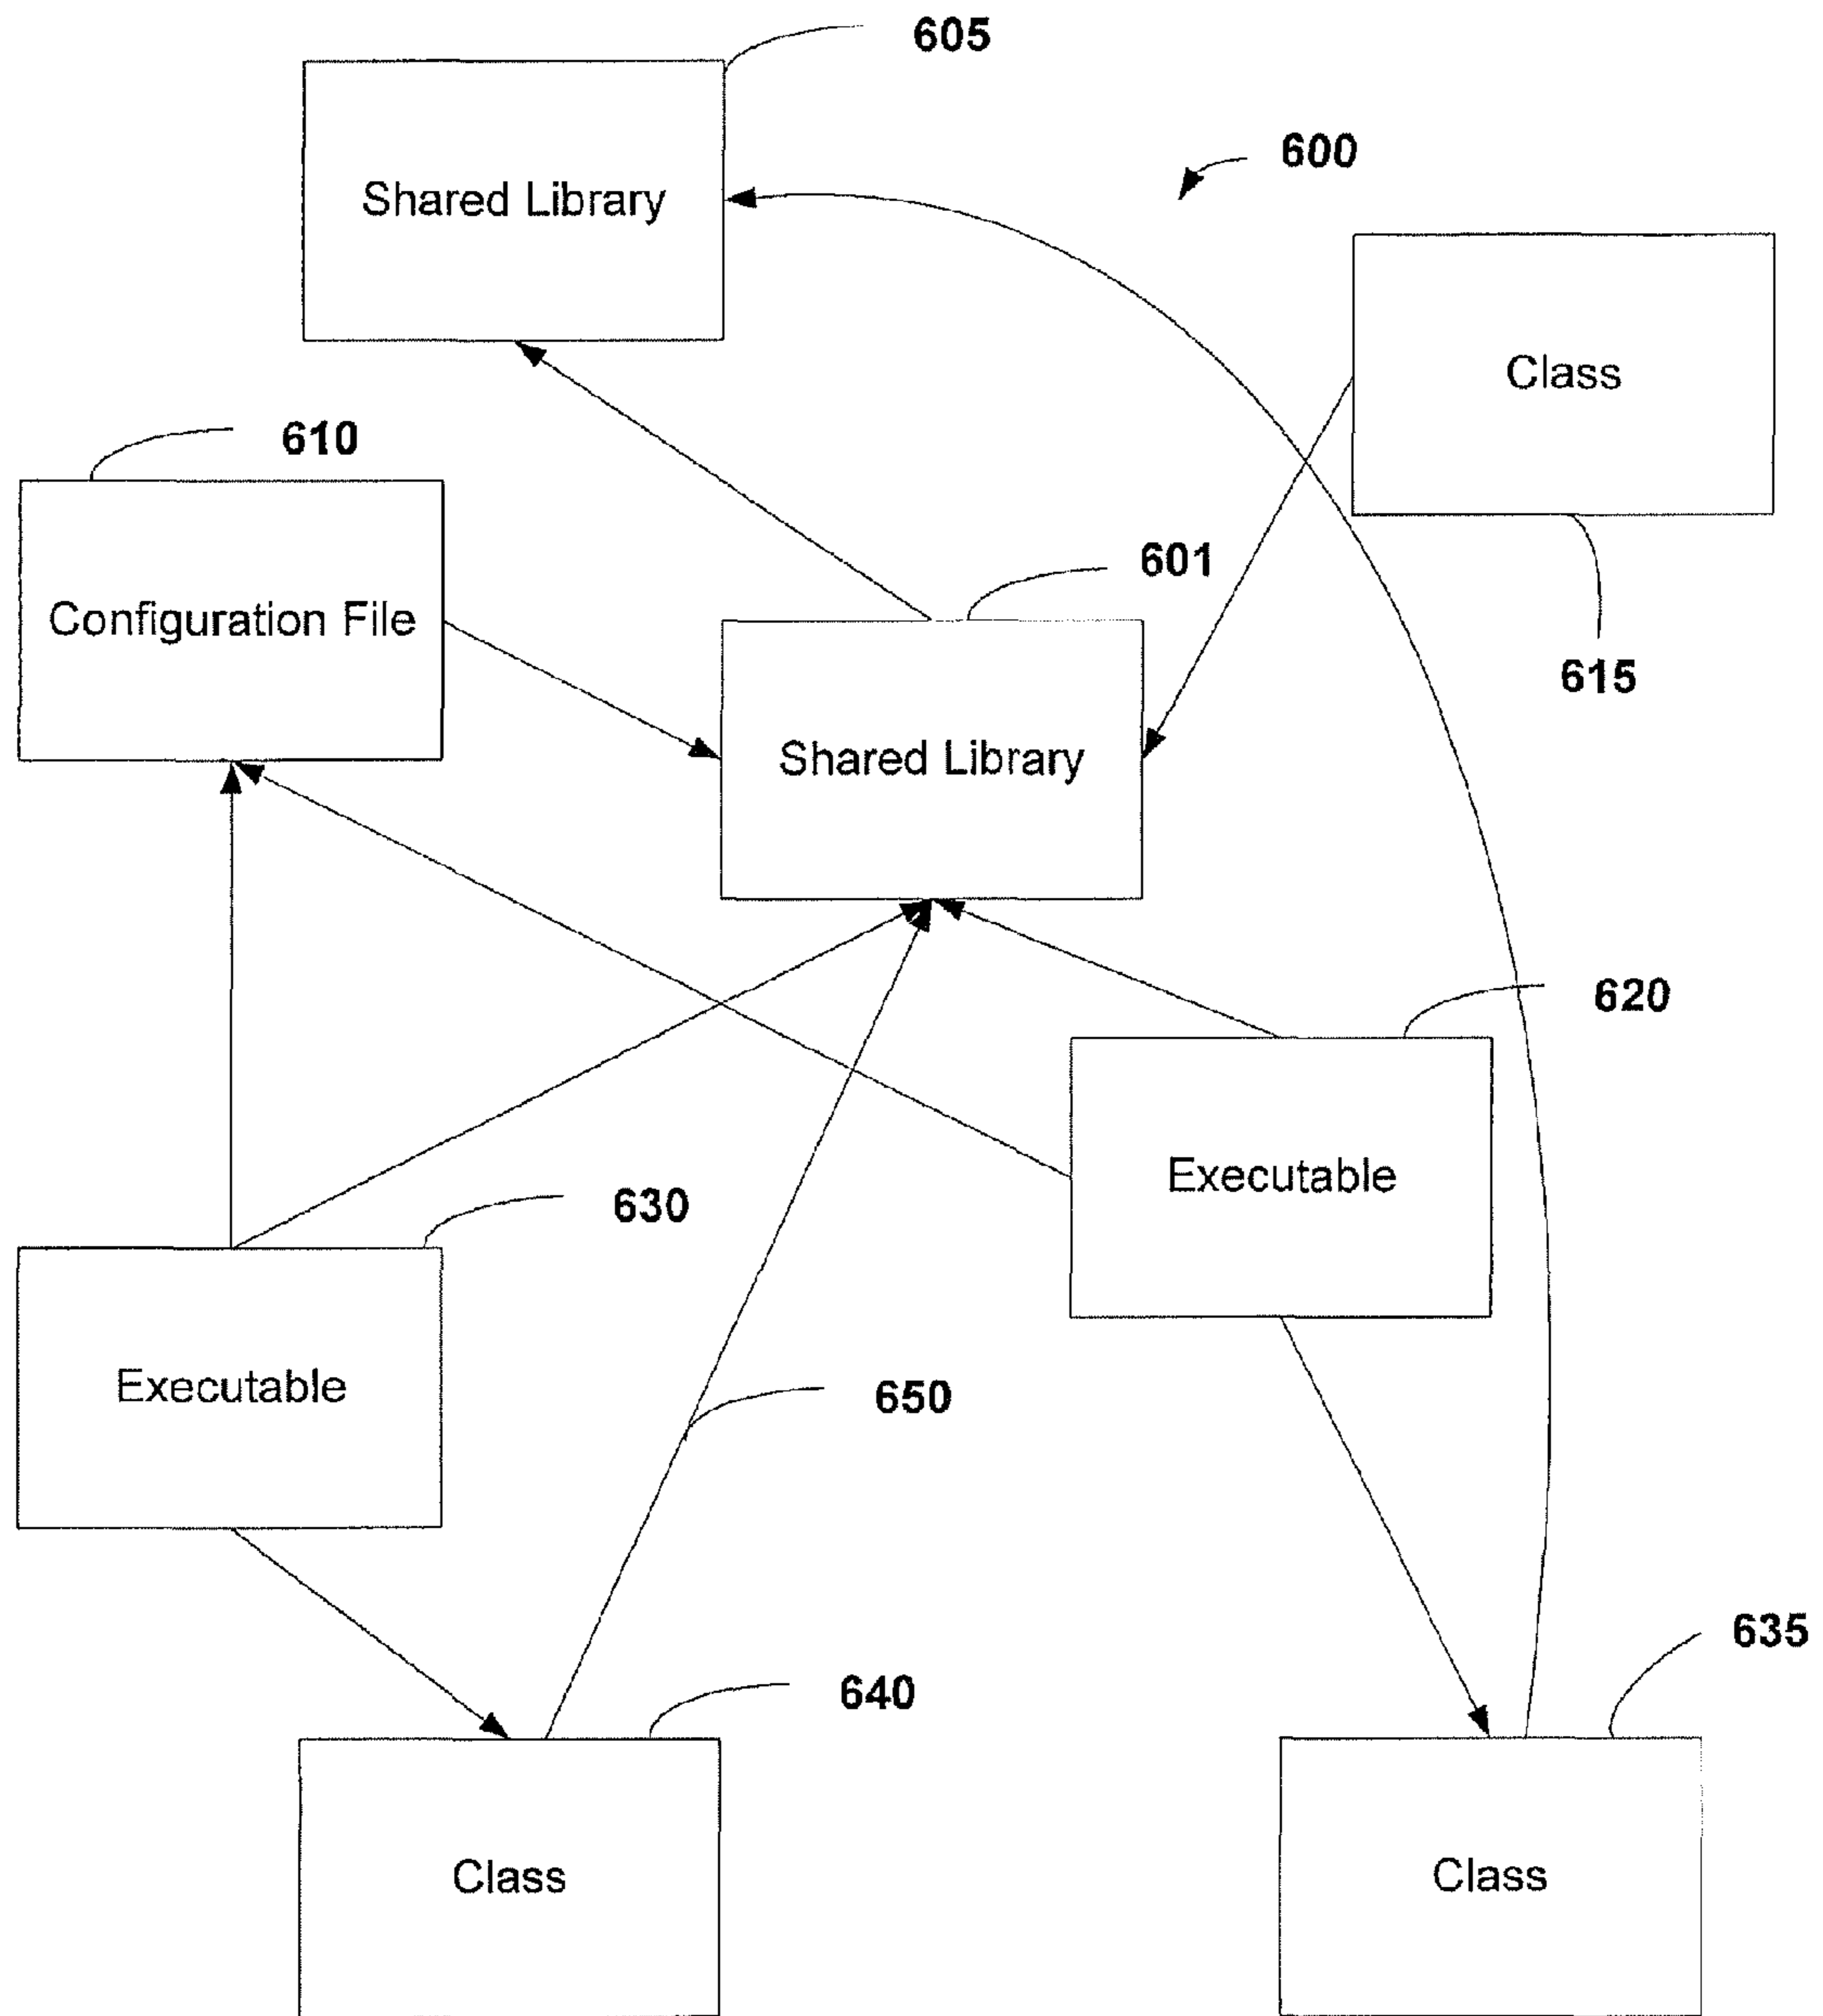 605
Shared Library
600
Class
610
615
Configuration File
601
Shared Library
620
Executable
630
Executable
650
635
640
Class
Class